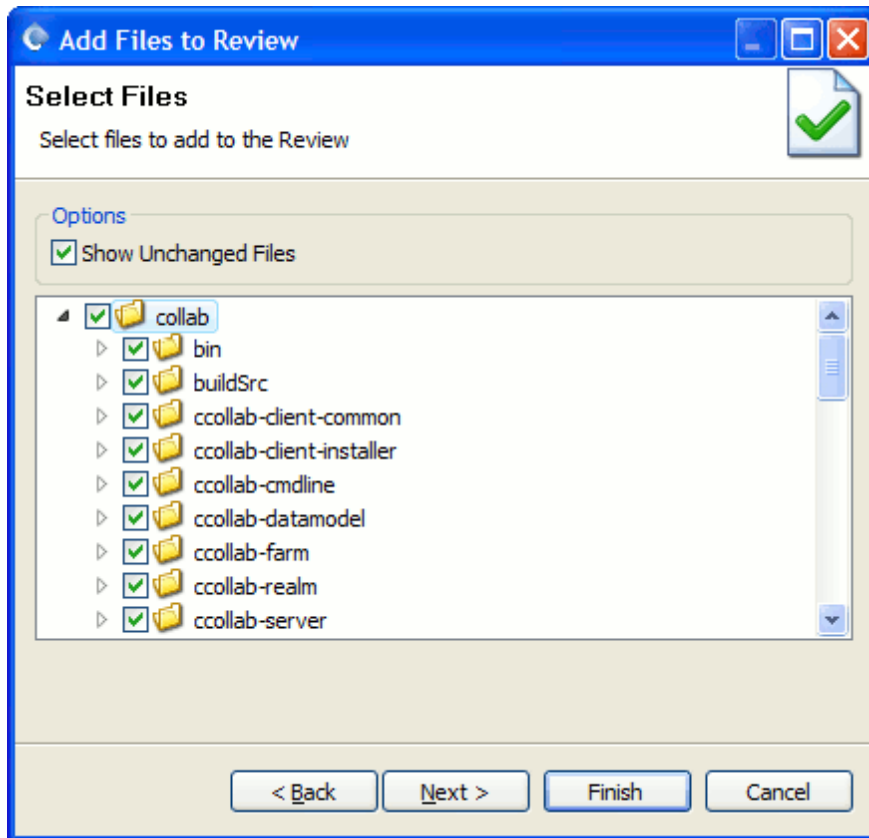 Add Files to Review
Select Files
Select files to add to the Review
Options
Show Unchanged Files
collab
bin
buildSrc
ccollab-client-common
ccollab-client-installer
ccollab-cmdline
ccollab-datamodel
ccollab-farm
ccollab-realm
ccollab-server
< Back Next > Finish Cancel